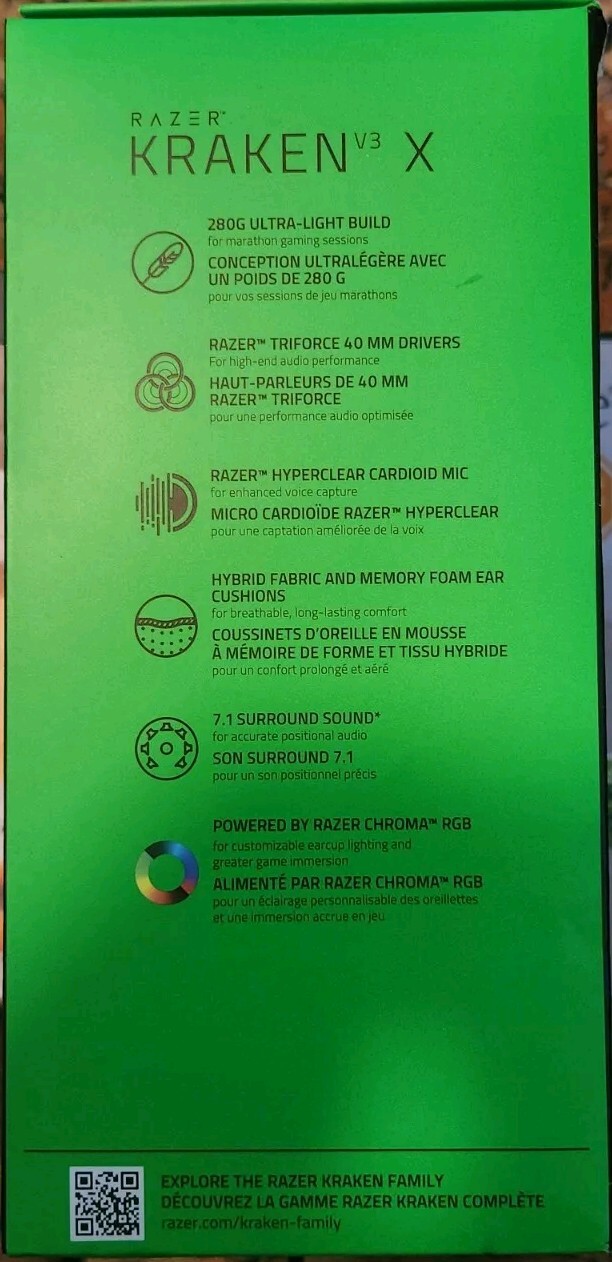 RAZER™
KRAKEN V3 X
280G ULTRA-LIGHT BUILD
for marathon gaming sessions
CONCEPTION ULTRALÉGÈRE AVEC
UN POIDS DE 280 G
pour vos sessions de jeu marathons
RAZER™ TRIFORCE 40 MM DRIVERS
For high-end audio performance
HAUT-PARLEURS DE 40 MM
RAZER™ TRIFORCE
pour une performance audio optimisée
RAZER™ HYPERCLEAR CARDIOID MIC
for enhanced voice capture
MICRO CARDIOÏDE RAZER™ HYPERCLEAR
pour une captation améliorée de la voix
HYBRID FABRIC AND MEMORY FOAM EAR
CUSHIONS
for breathable, long-lasting comfort
COUSSINETS D'OREILLE EN MOUSSE
À MÉMOIRE DE FORME ET TISSU HYBRIDE
pour un confort prolongé et aéré
7.1 SURROUND SOUND*
for accurate positional audio
SON SURROUND 7.1
pour un son positionnel précis
POWERED BY RAZER CHROMA™ RGB
for customizable earcup lighting and
greater game immersion
ALIMENTÉ PAR RAZER CHROMA™ RGB
pour un éclairage personnalisable des oreillettes
et une immersion accrue en jeu
EXPLORE THE RAZER KRAKEN FAMILY
DÉCOUVREZ LA GAMME RAZER KRAKEN COMPLÈTE
razer.com/kraken-family